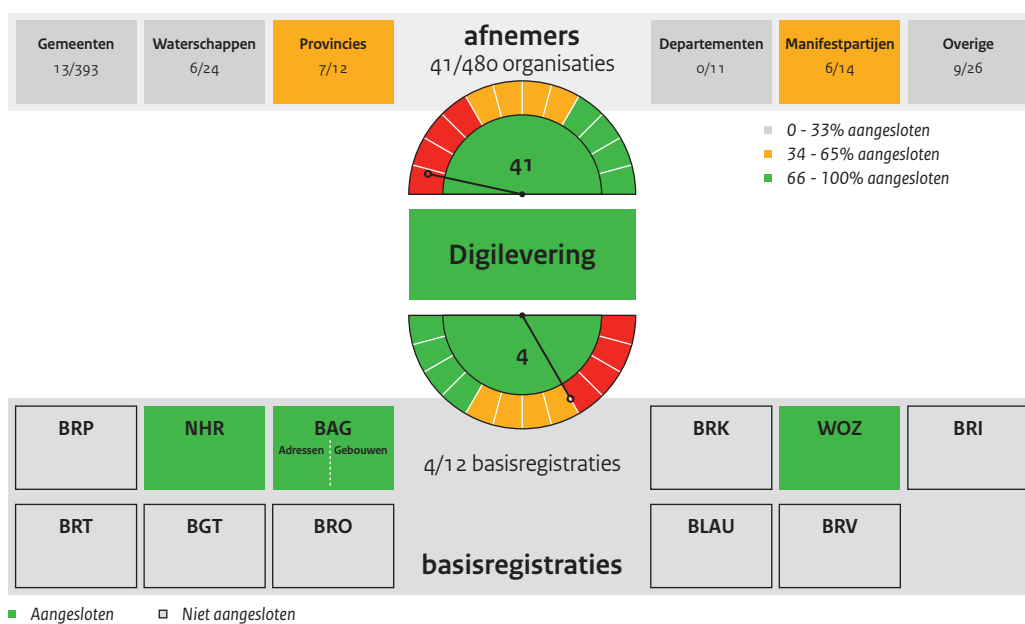 Gemeenten
13/393
Waterschappen
6/24
Provincies
7/12
afnemers
41/480 organisaties
Departementen
0/11
Manifestpartijen
6/14
Overige
9/26
0 - 33% aangesloten
34 - 65% aangesloten
66 - 100% aangesloten
41
Digilevering
4
BRP
NHR
BAG
Adressen Gebouwen
4/12 basisregistraties
BRK
WOZ
BRI
BRT
BGT
BRO
basisregistraties
BLAU
BRV
Aangesloten
Niet aangesloten